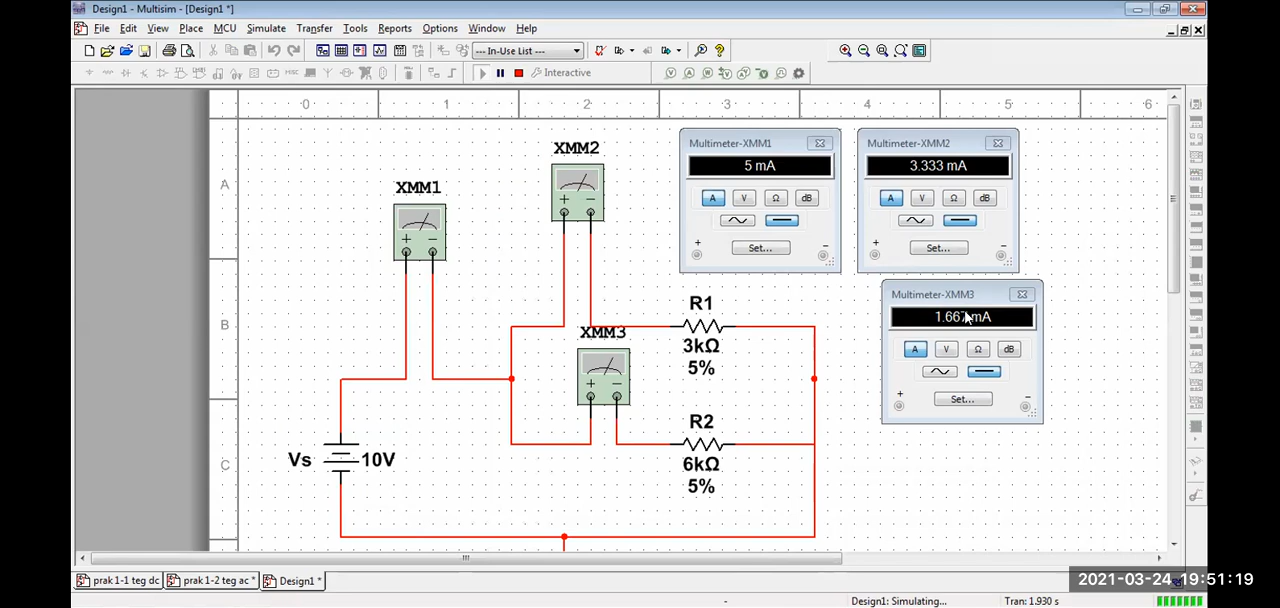 Design1 - Multisim - [Design1 *]
File Edit View Place MCU Simulate Transfer Tools Reports Options Window Help
--- In-Use List ---
Interactive
0 1 2 3 4 5 6
A
B
C
XMM1
XMM2
XMM3
+ −
+ −
+ −
R1
3kΩ
5%
R2
6kΩ
5%
Vs 10V
Multimeter-XMM1
5 mA
A V Ω dB
Set...
+ −
Multimeter-XMM2
3.333 mA
A V Ω dB
Set...
+ −
Multimeter-XMM3
1.667 mA
A V Ω dB
Set...
+ −
prak 1-1 teg dc prak 1-2 teg ac * Design1 *
2021-03-24 19:51:19
- Design1: Simulating... Tran: 1.930 s